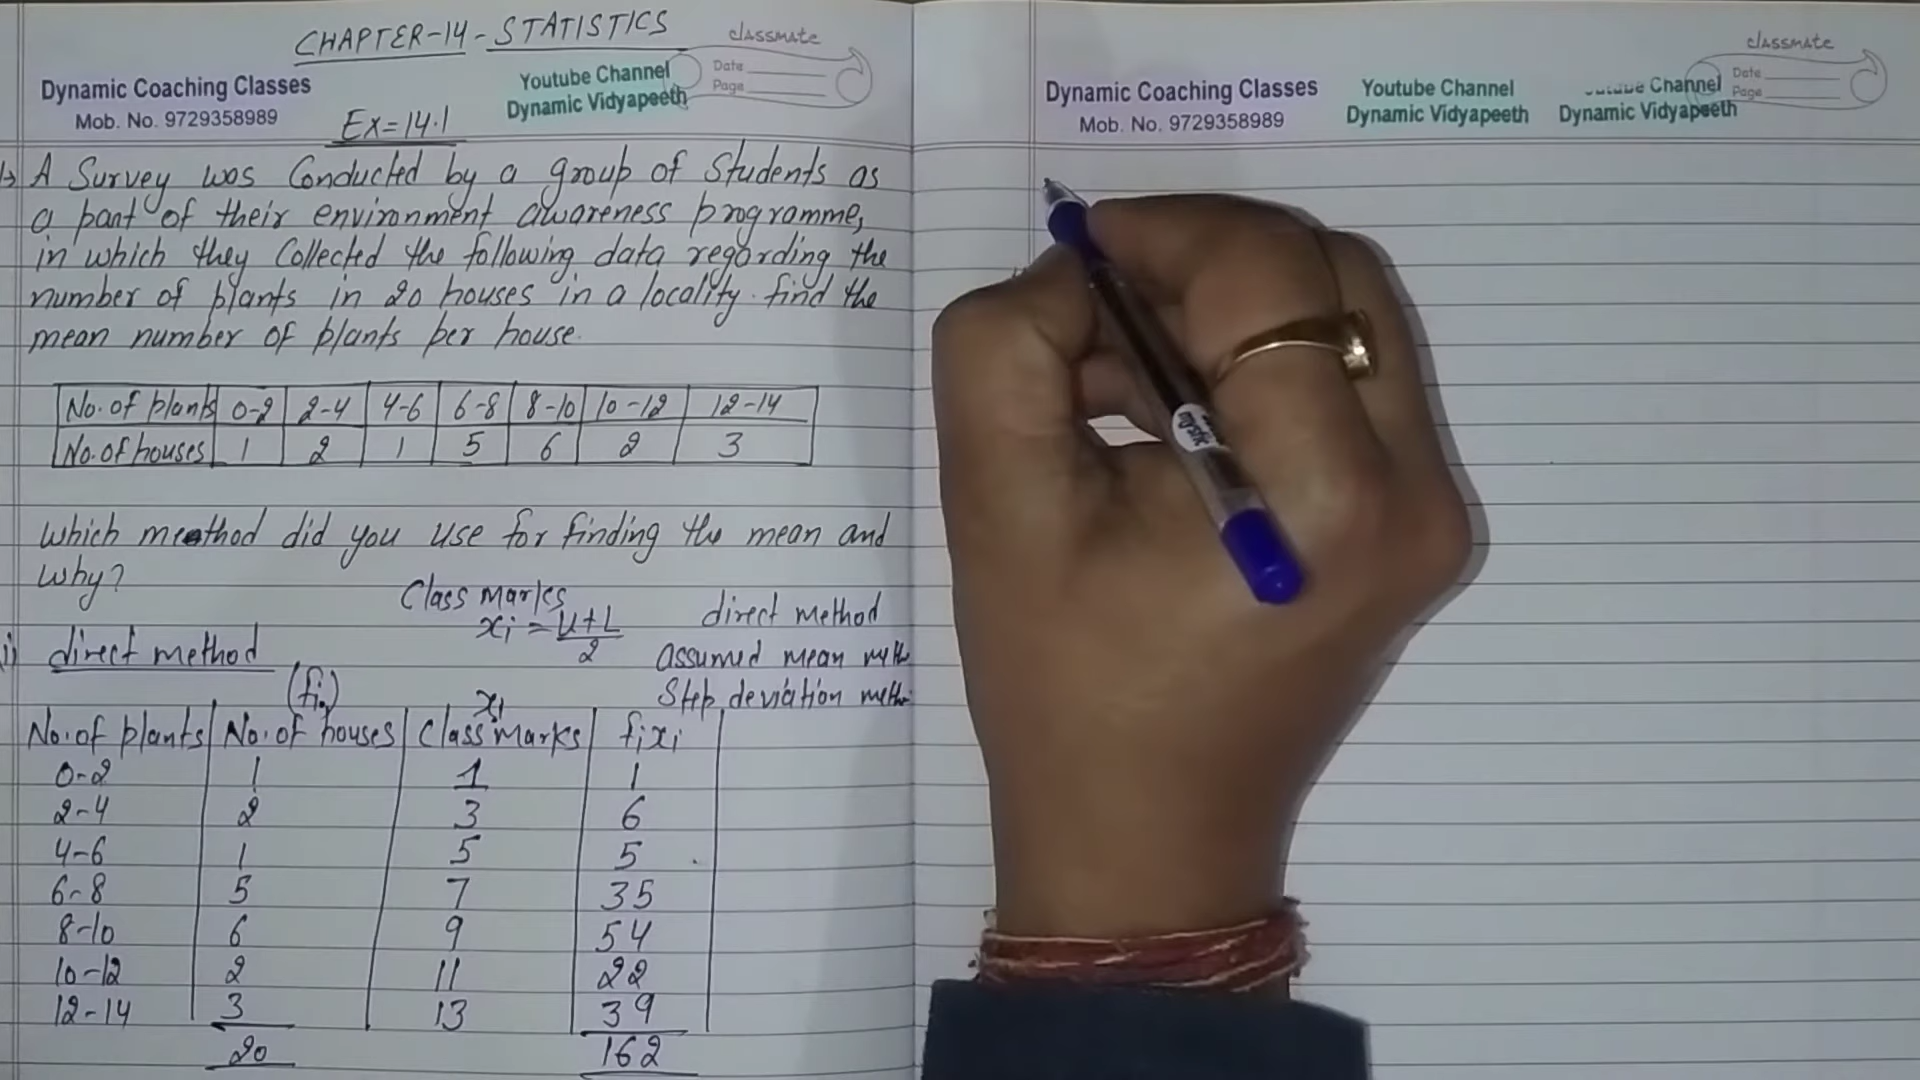 CHAPTER-14-STATISTICS
classmate
Date
Page
Dynamic Coaching Classes
Mob. No. 9729358989
Youtube Channel
Dynamic Vidyapeeth
Ex=14.1
A Survey was Conducted by a group of Students as
a part of their environment awareness programme,
in which they Collected the following data regarding the
number of plants in 20 houses in a locality. find the
mean number of plants per house.
No. of plants 0-2 2-4 4-6 6-8 8-10 10-12 12-14
No. of houses 1 2 1 5 6 2 3
Which method did you use for finding the mean and
why?
Class marks
xi = U+L/2
direct method
assumed mean
Step deviation
i) direct method
(fi) xi
No. of plants No. of houses Class marks fixi
0-2 1 1 1
2-4 2 3 6
4-6 1 5 5
6-8 5 7 35
8-10 6 9 54
10-12 2 11 22
12-14 3 13 39
20 162
classmate
Date
Page
Dynamic Coaching Classes
Mob. No. 9729358989
Youtube Channel
Dynamic Vidyapeeth
Channel
Dynamic Vidyapeeth